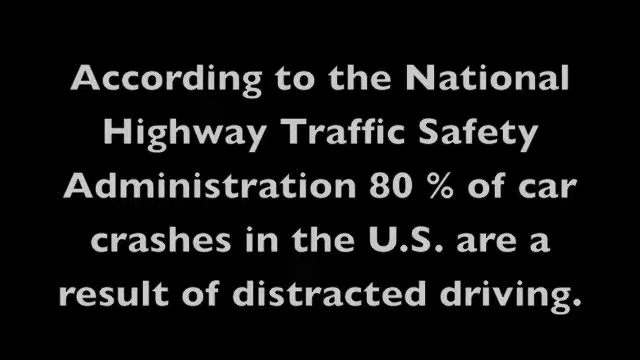 According to the National
Highway Traffic Safety
Administration 80 % of car
crashes in the U.S. are a
result of distracted driving.